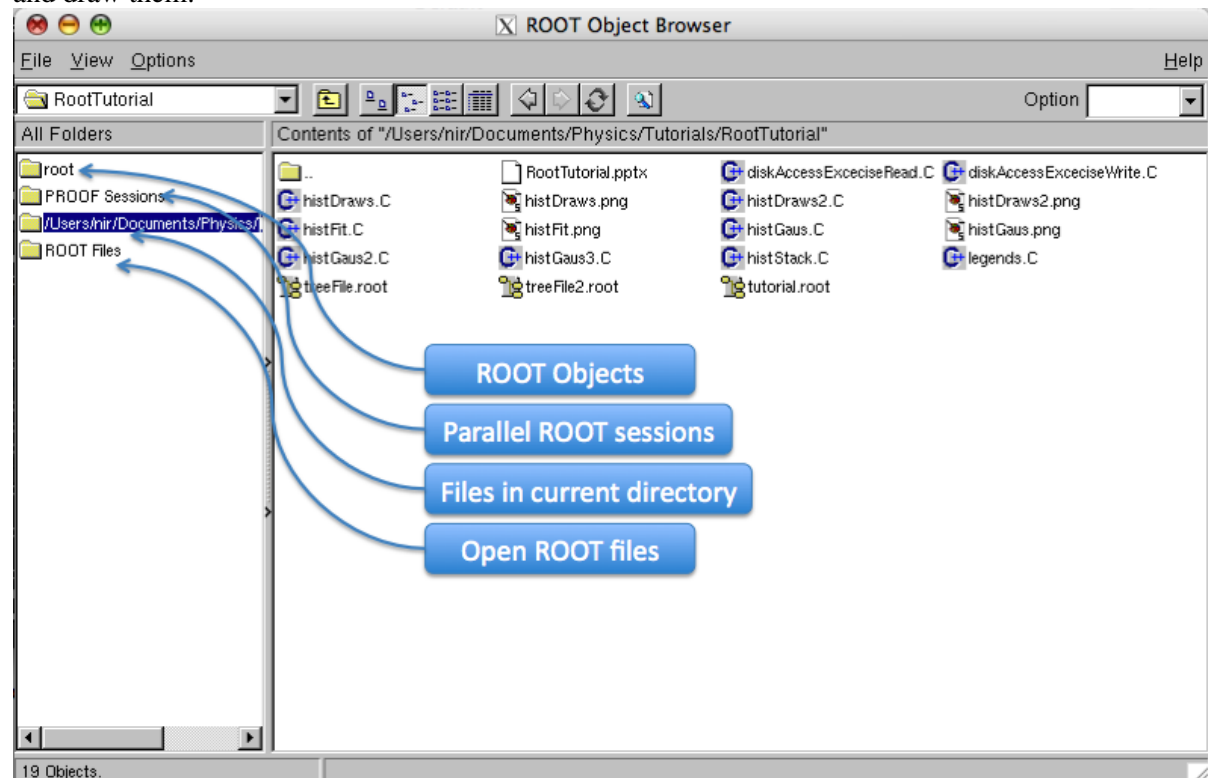 and draw them.
X ROOT Object Browser
File View Options Help
RootTutorial Option
All Folders Contents of "/Users/nir/Documents/Physics/Tutorials/RootTutorial"
root .. RootTutorial.pptx diskAccessExceciseRead.C diskAccessExceciseWrite.C
PROOF Sessions histDraws.C histDraws.png histDraws2.C histDraws2.png
/Users/nir/Documents/Physics/ histFit.C histFit.png histGaus.C histGaus.png
ROOT Files histGaus2.C histGaus3.C histStack.C legends.C
treeFile.root treeFile2.root tutorial.root
ROOT Objects
Parallel ROOT sessions
Files in current directory
Open ROOT files
19 Objects.